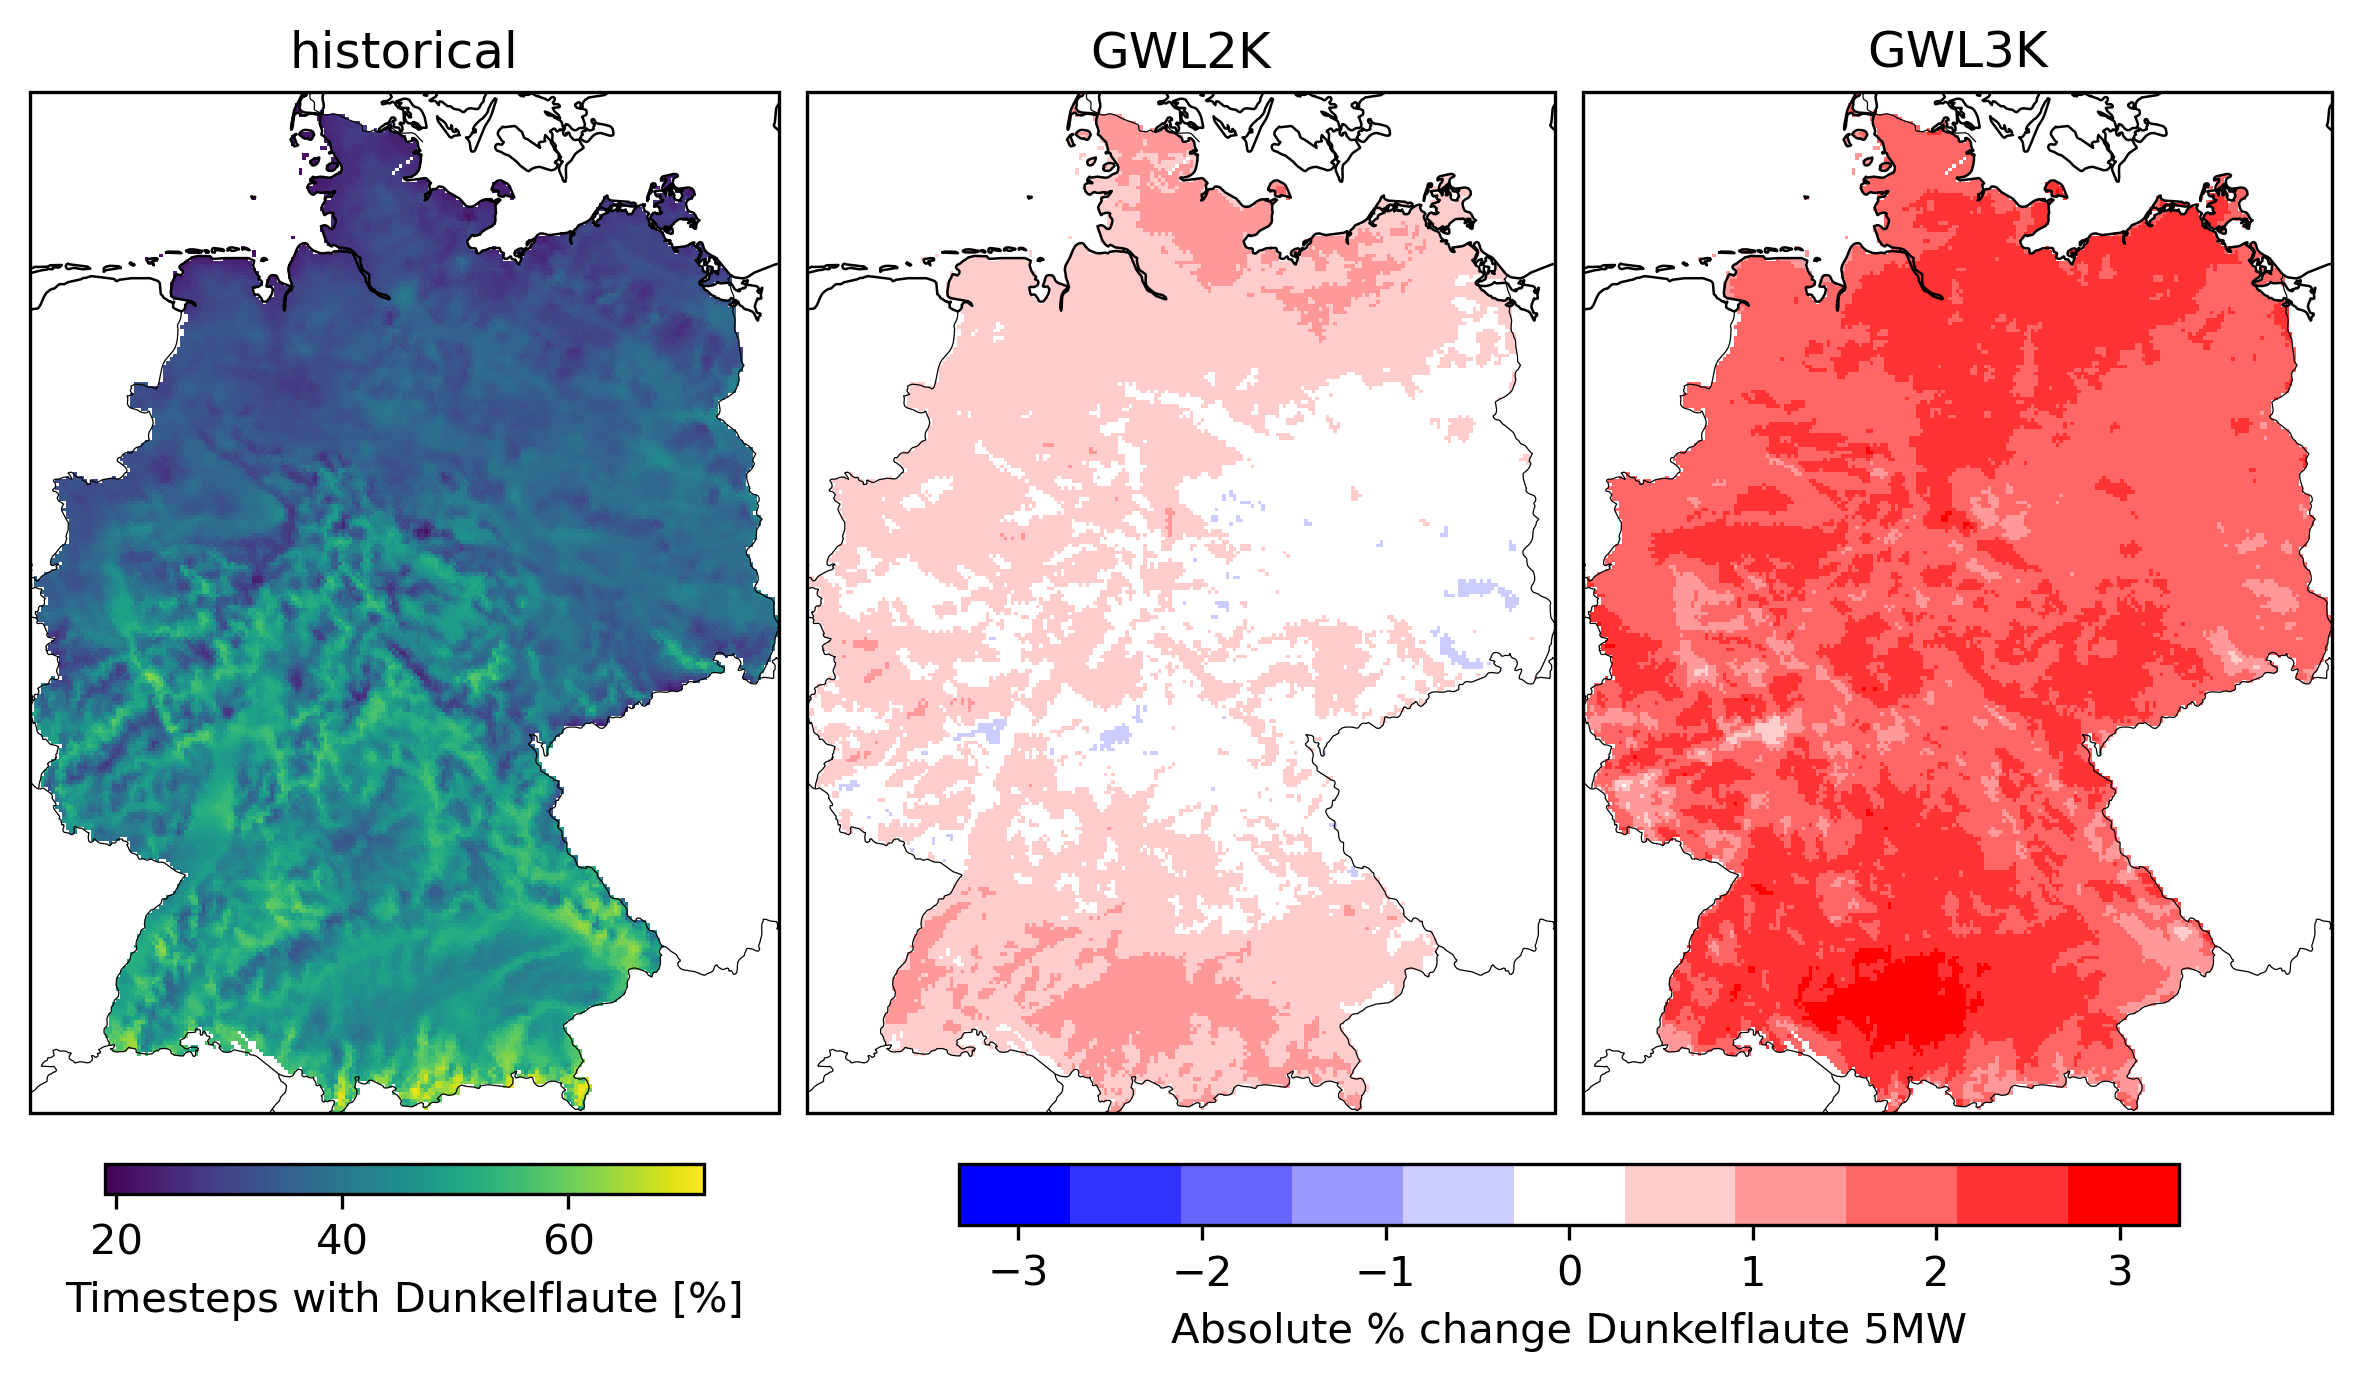 historical
GWL2K
GWL3K
20 40 60
Timesteps with Dunkelflaute [%]
−3 −2 −1 0 1 2 3
Absolute % change Dunkelflaute 5MW